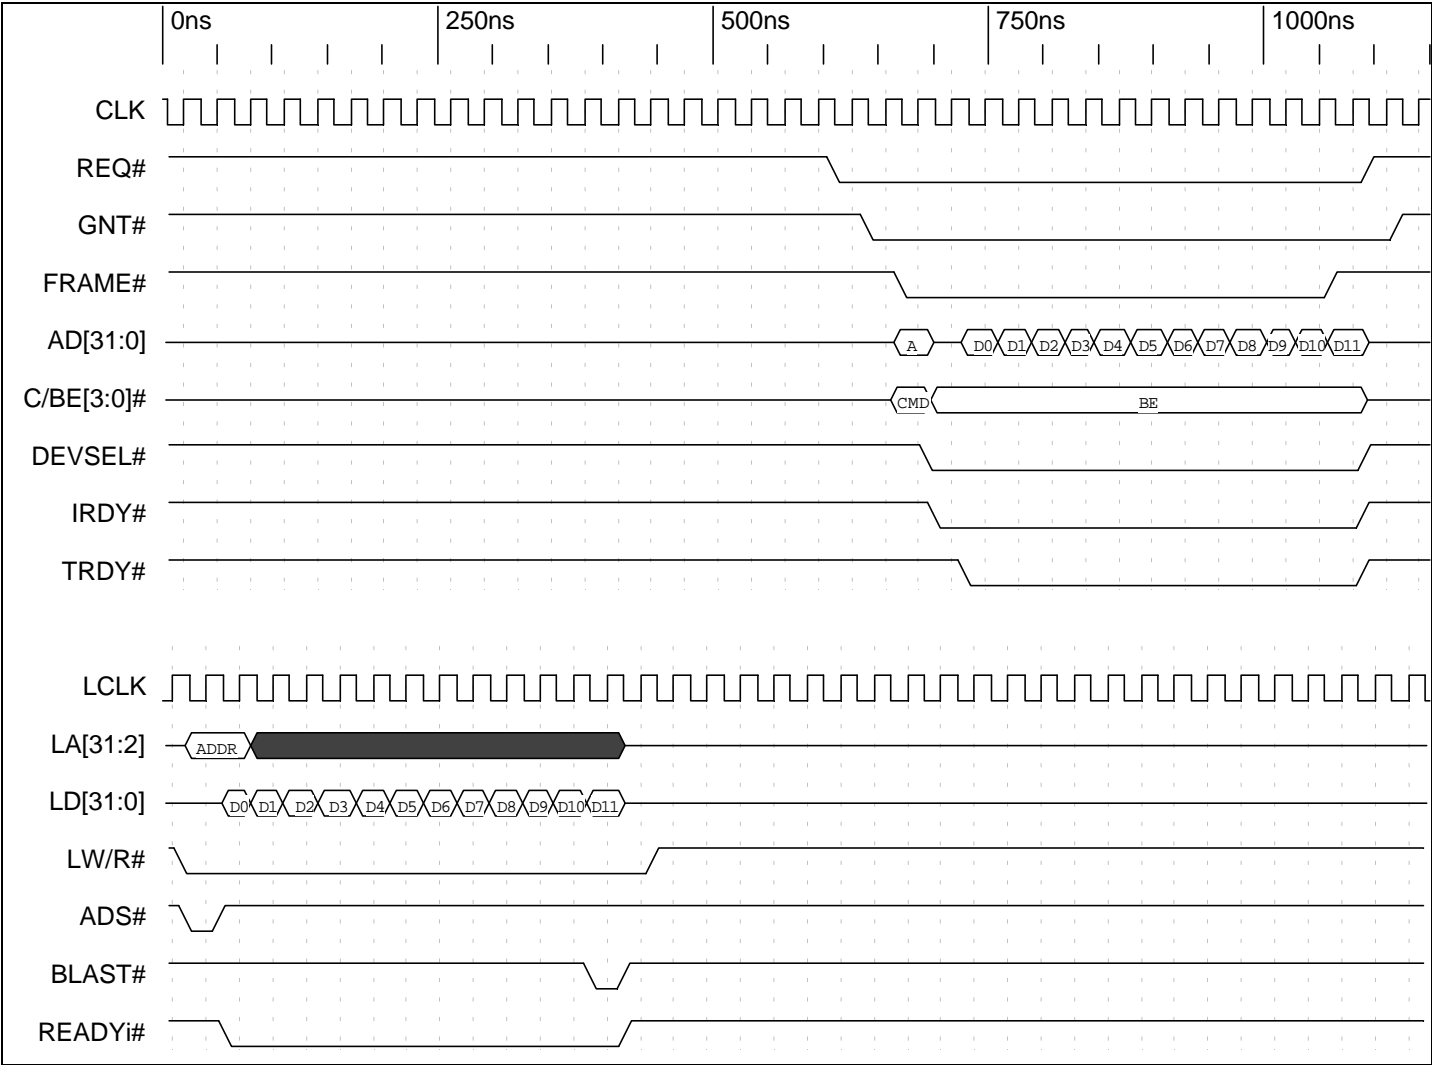 0ns 250ns 500ns 750ns 1000ns
CLK
REQ#
GNT#
FRAME#
AD[31:0] A D0 D1 D2 D3 D4 D5 D6 D7 D8 D9 D10 D11
C/BE[3:0]# CMD BE
DEVSEL#
IRDY#
TRDY#
LCLK
LA[31:2] ADDR
LD[31:0] D0 D1 D2 D3 D4 D5 D6 D7 D8 D9 D10 D11
LW/R#
ADS#
BLAST#
READYi#